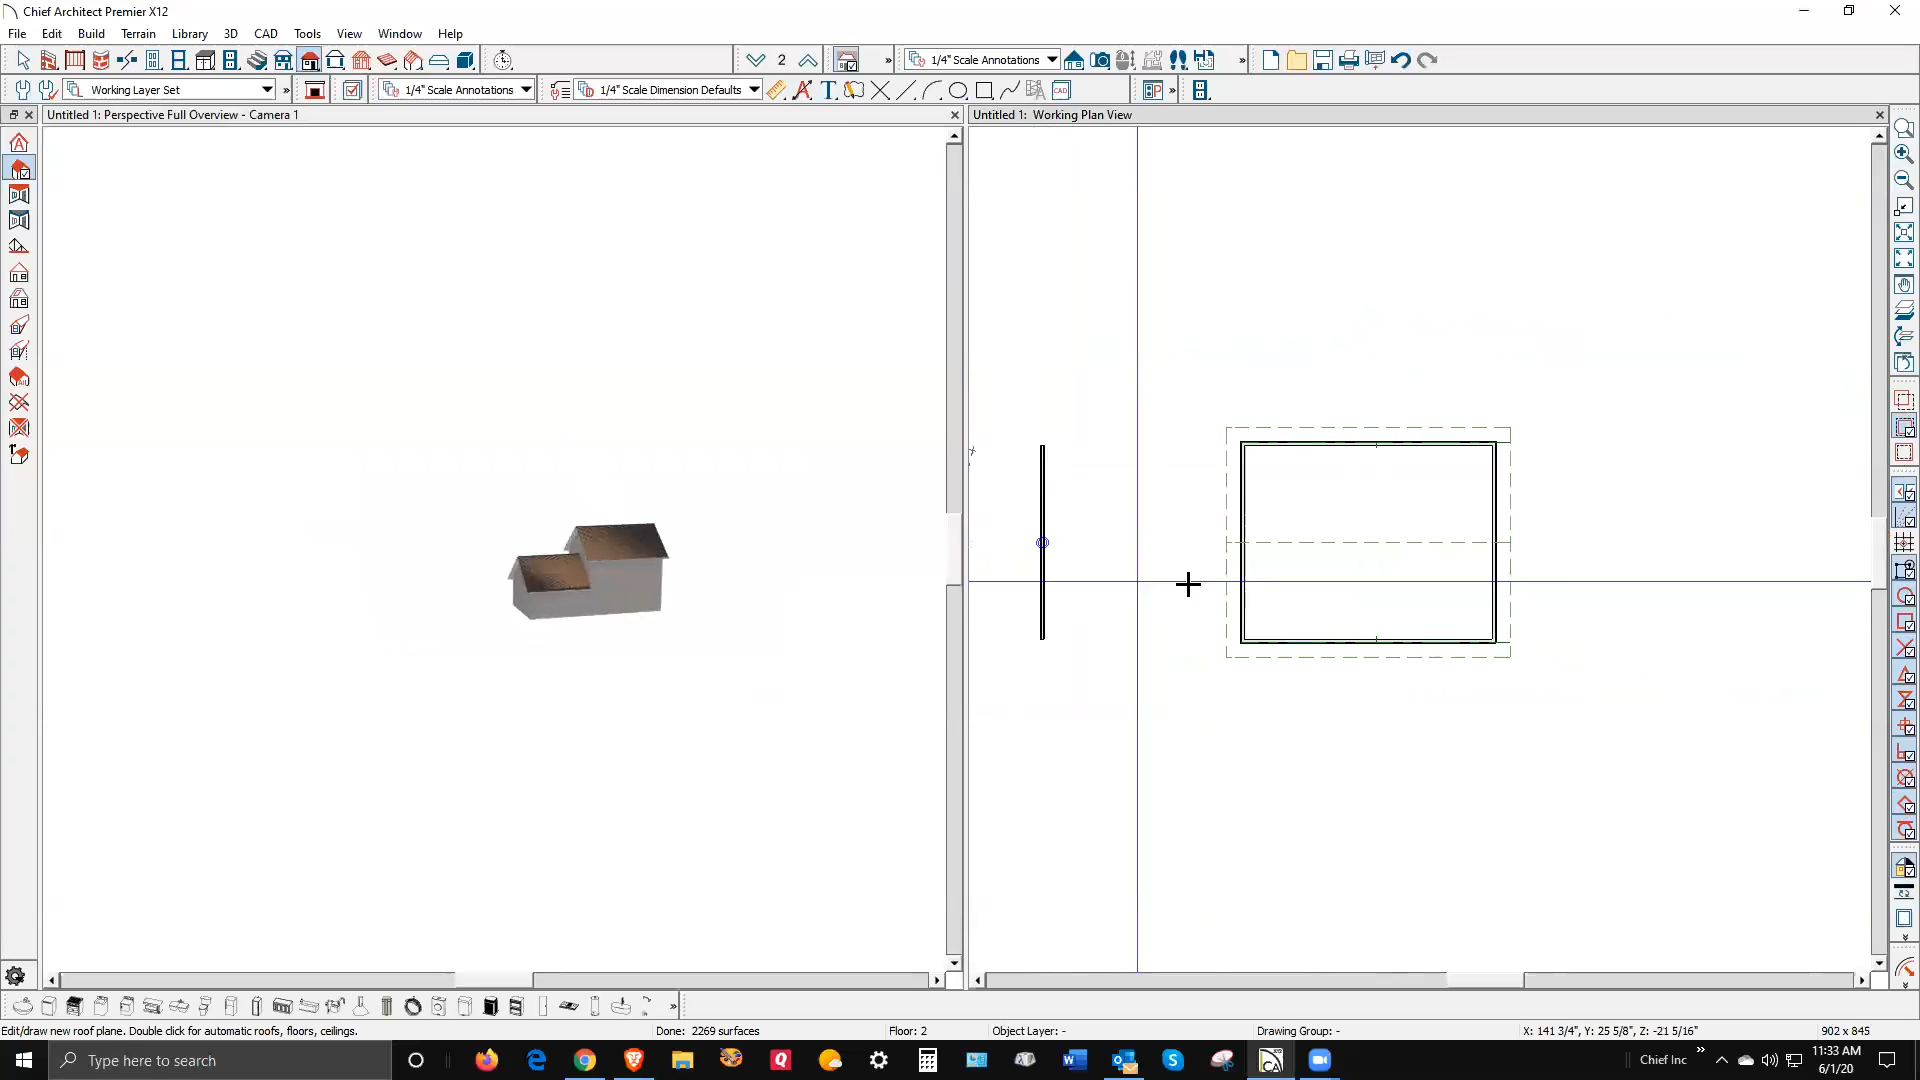 Chief Architect Premier X12
File Edit Build Terrain Library 3D CAD Tools View Window Help
2 1/4" Scale Annotations
Working Layer Set 1/4" Scale Annotations 1/4" Scale Dimension Defaults T CAD
Untitled 1: Perspective Full Overview - Camera 1
Untitled 1: Working Plan View
Edit/draw new roof plane. Double click for automatic roofs, floors, ceilings. Done: 2269 surfaces Floor: 2 Object Layer: - Drawing Group: - X: 141 3/4", Y: 25 5/8", Z: -21 5/16" 902 x 845
Type here to search
Chief Inc
11:33 AM
6/1/20